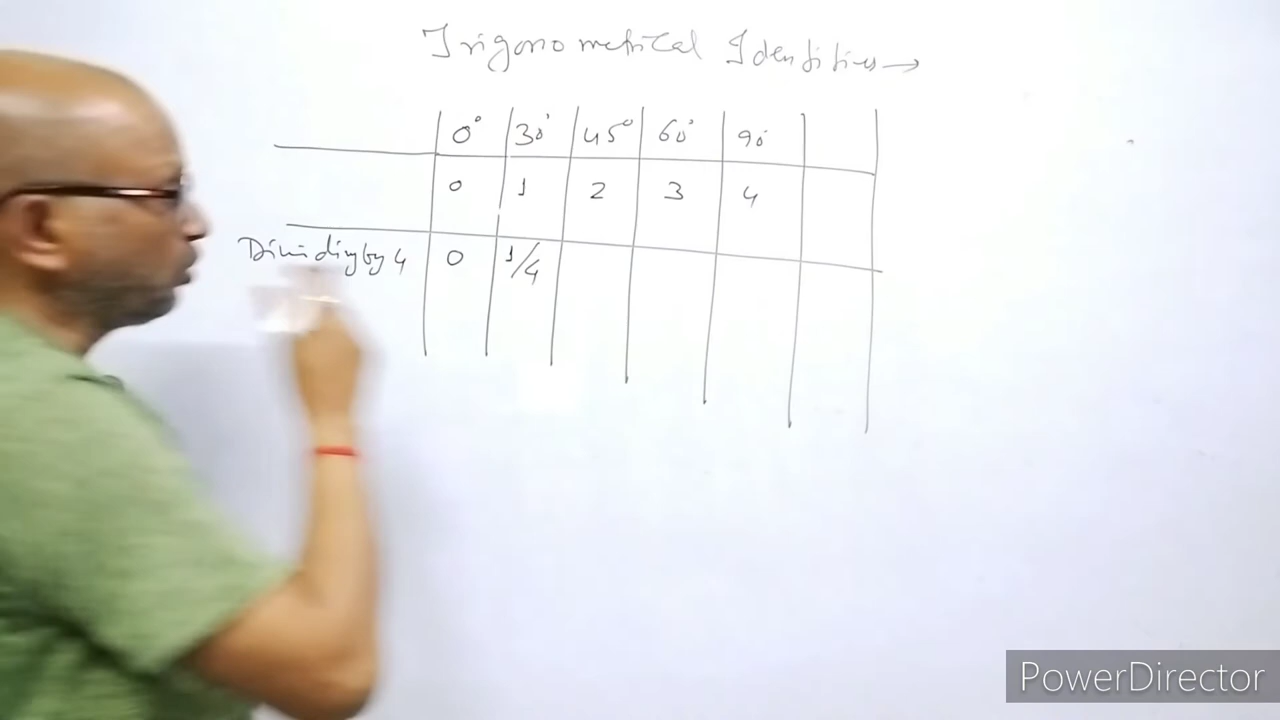 Trigonometrical Identities →
0° 30° 45° 60° 90°
0 1 2 3 4
Dividing by 4 0 1/4
PowerDirector